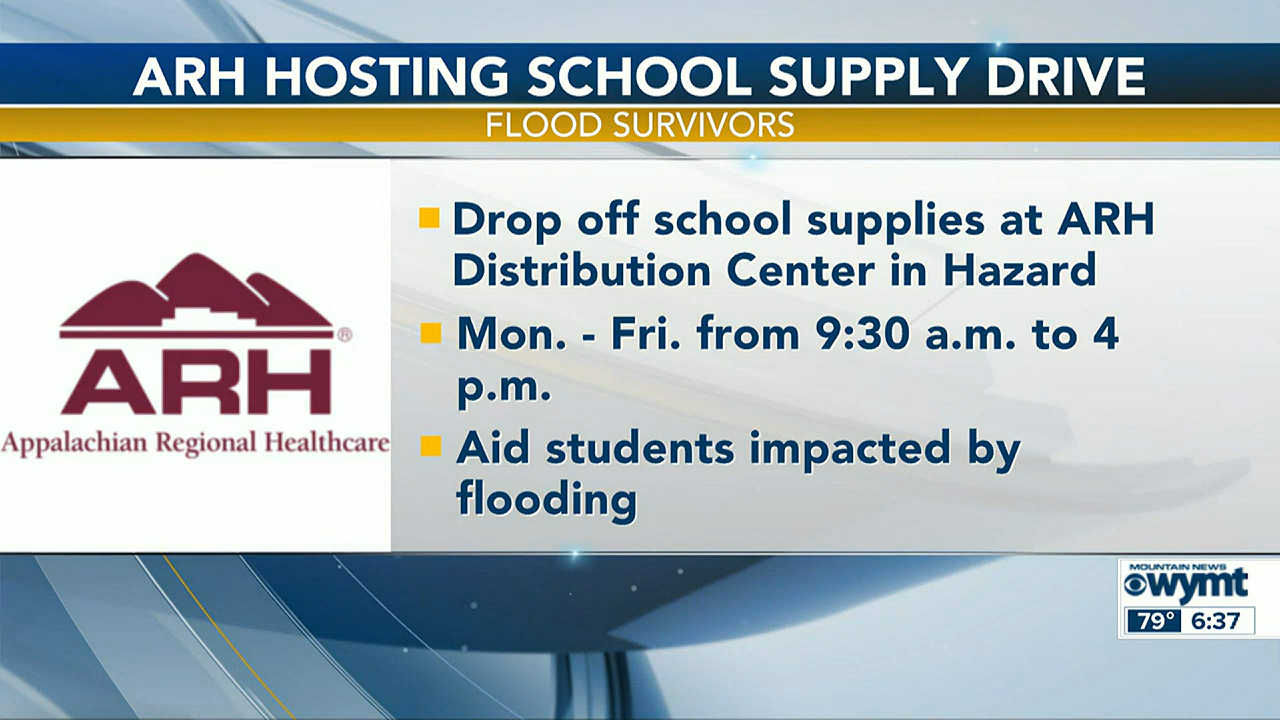 ARH HOSTING SCHOOL SUPPLY DRIVE
FLOOD SURVIVORS
ARH®
Appalachian Regional Healthcare
Drop off school supplies at ARH
Distribution Center in Hazard
Mon. - Fri. from 9:30 a.m. to 4
p.m.
Aid students impacted by
flooding
MOUNTAIN NEWS
wymt
79° 6:37